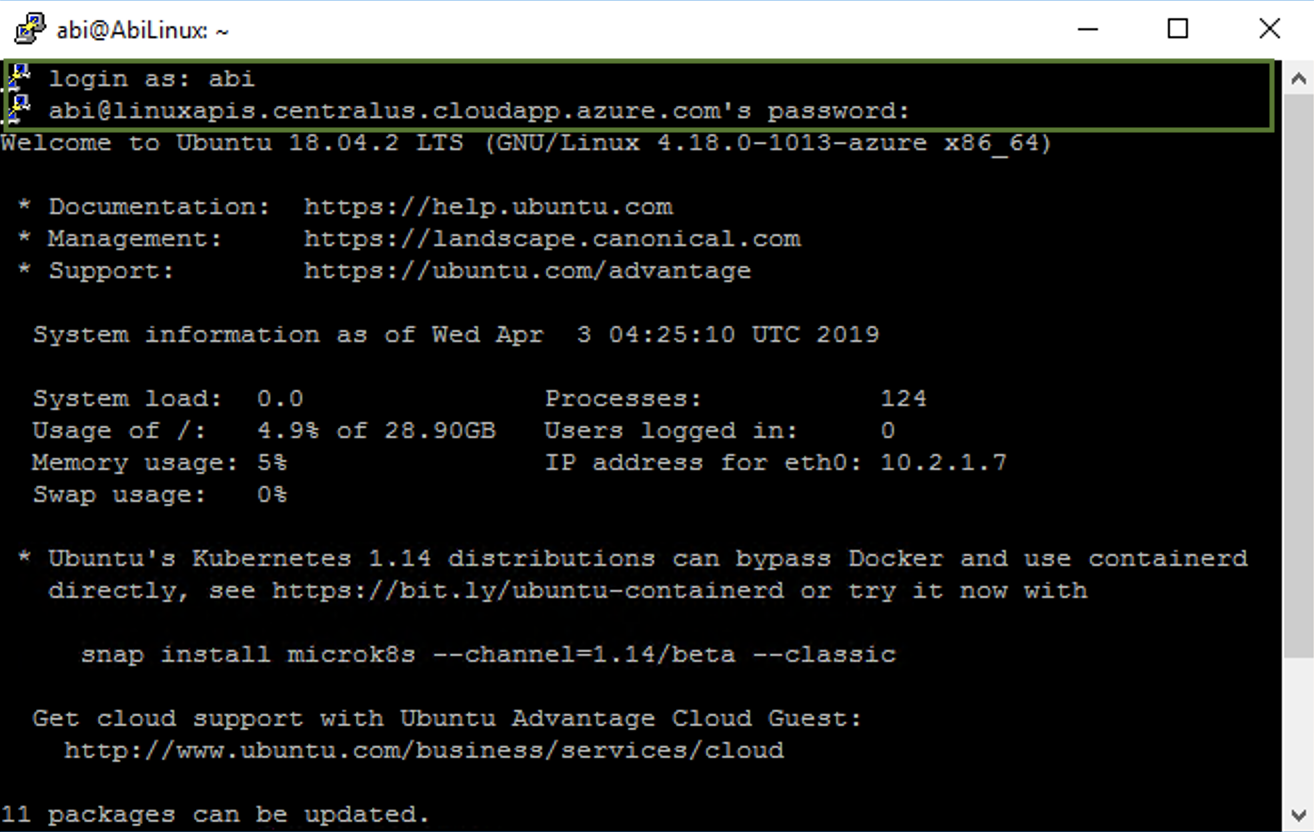 abi@AbiLinux: ~
login as: abi
abi@linuxapis.centralus.cloudapp.azure.com's password:
Welcome to Ubuntu 18.04.2 LTS (GNU/Linux 4.18.0-1013-azure x86_64)
* Documentation:  https://help.ubuntu.com
* Management:     https://landscape.canonical.com
* Support:        https://ubuntu.com/advantage
System information as of Wed Apr  3 04:25:10 UTC 2019
System load:  0.0               Processes:           124
Usage of /:   4.9% of 28.90GB   Users logged in:     0
Memory usage: 5%                IP address for eth0: 10.2.1.7
Swap usage:   0%
* Ubuntu's Kubernetes 1.14 distributions can bypass Docker and use containerd
directly, see https://bit.ly/ubuntu-containerd or try it now with
snap install microk8s --channel=1.14/beta --classic
Get cloud support with Ubuntu Advantage Cloud Guest:
http://www.ubuntu.com/business/services/cloud
11 packages can be updated.